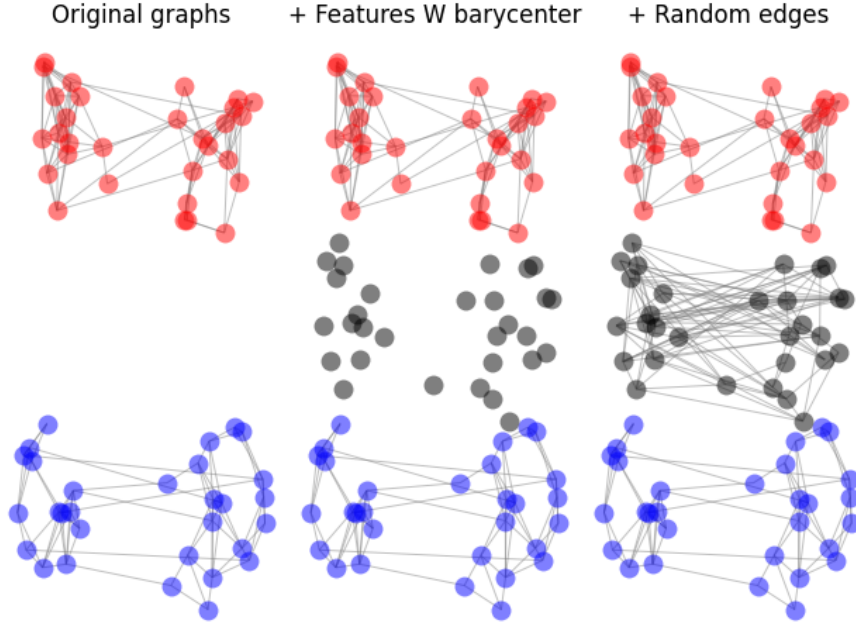 Original graphs
+ Features W barycenter
+ Random edges